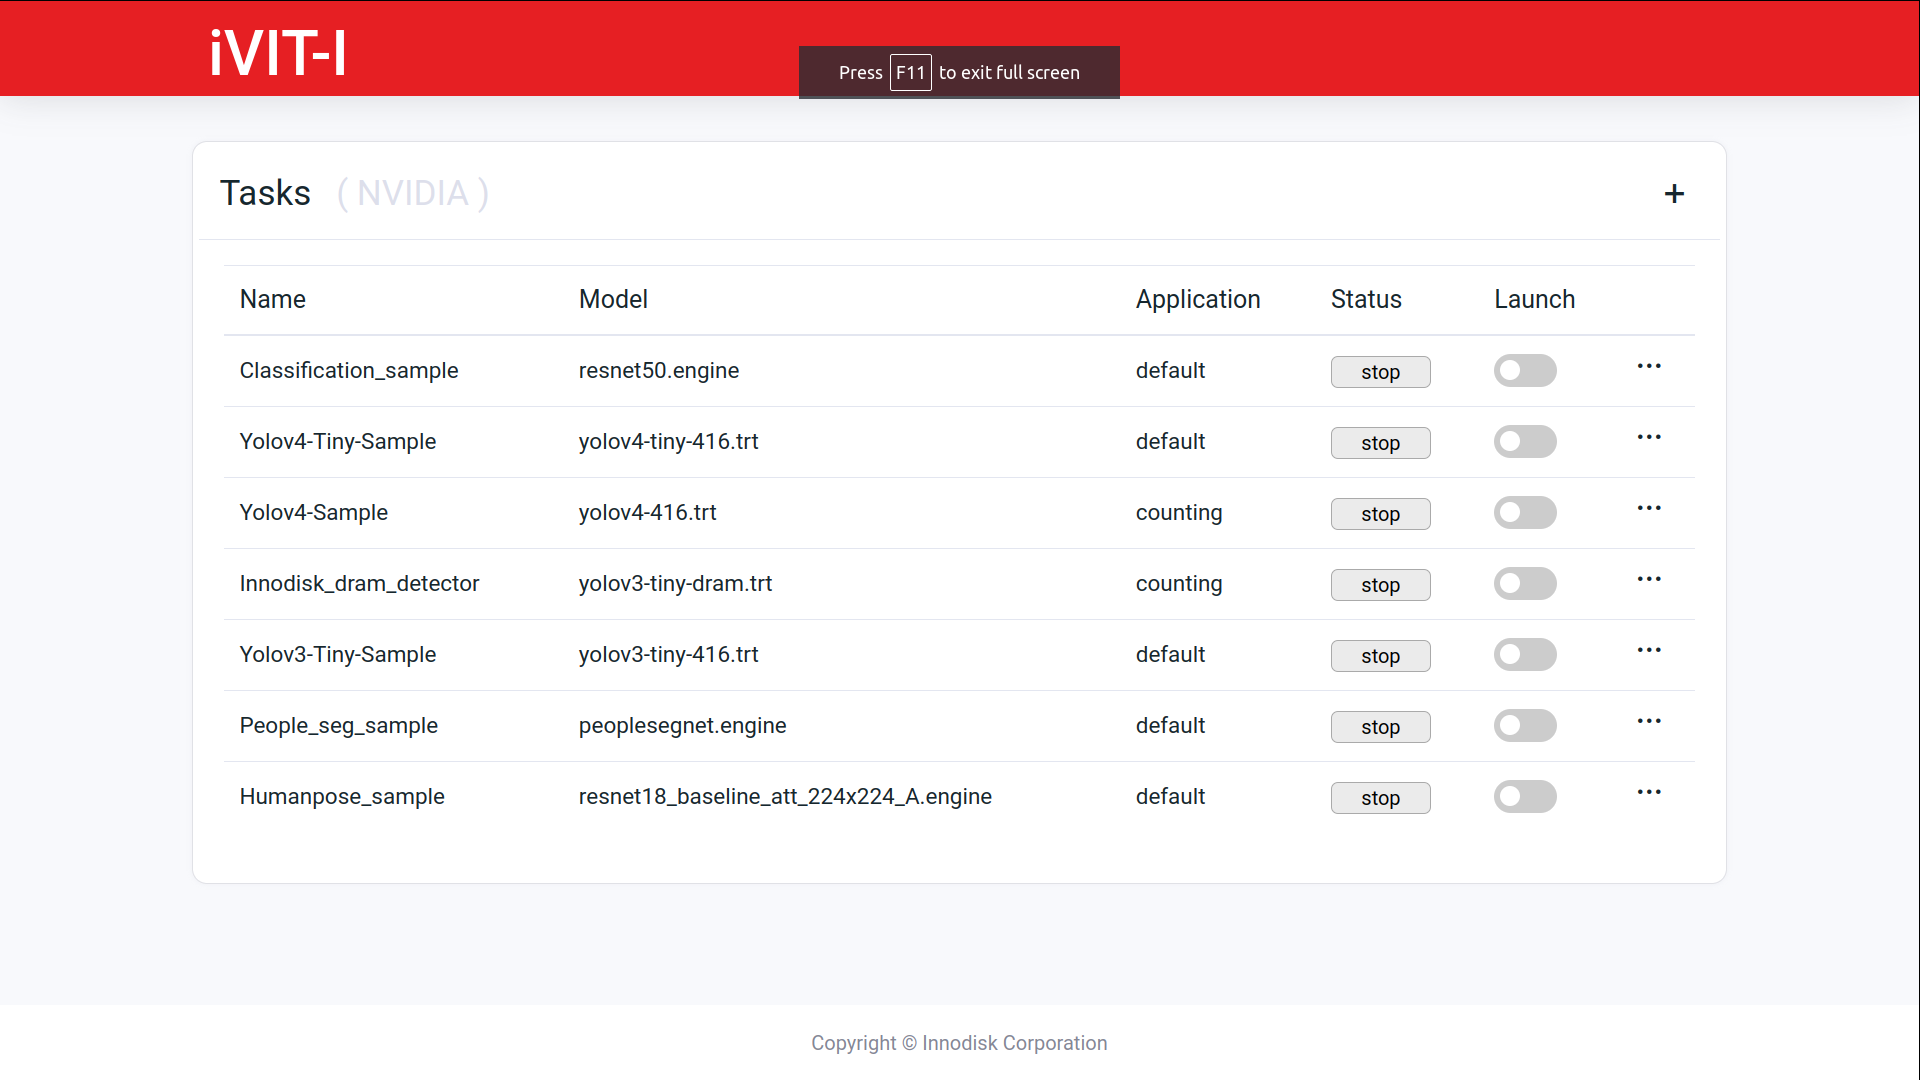 iVIT-I
Press F11 to exit full screen
Tasks ( NVIDIA ) +
Name Model Application Status Launch
Classification_sample resnet50.engine default stop ...
Yolov4-Tiny-Sample yolov4-tiny-416.trt default stop ...
Yolov4-Sample yolov4-416.trt counting stop ...
Innodisk_dram_detector yolov3-tiny-dram.trt counting stop ...
Yolov3-Tiny-Sample yolov3-tiny-416.trt default stop ...
People_seg_sample peoplesegnet.engine default stop ...
Humanpose_sample resnet18_baseline_att_224x224_A.engine default stop ...
Copyright © Innodisk Corporation